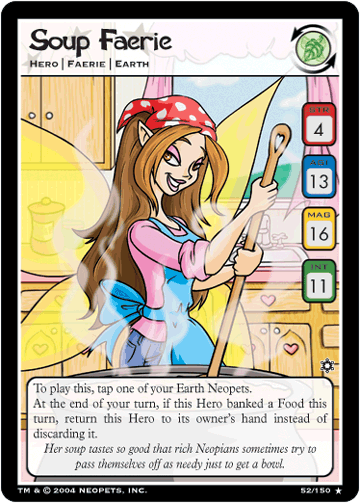 Soup Faerie
HERO | FAERIE | EARTH
STR
4
AGI
13
MAG
16
INT
11
To play this, tap one of your Earth Neopets.
At the end of your turn, if this Hero banked a Food this
turn, return this Hero to its owner's hand instead of
discarding it.
Her soup tastes so good that rich Neopians sometimes try to
pass themselves off as needy just to get a bowl.
TM & © 2004 NEOPETS, INC.
52/150 ★